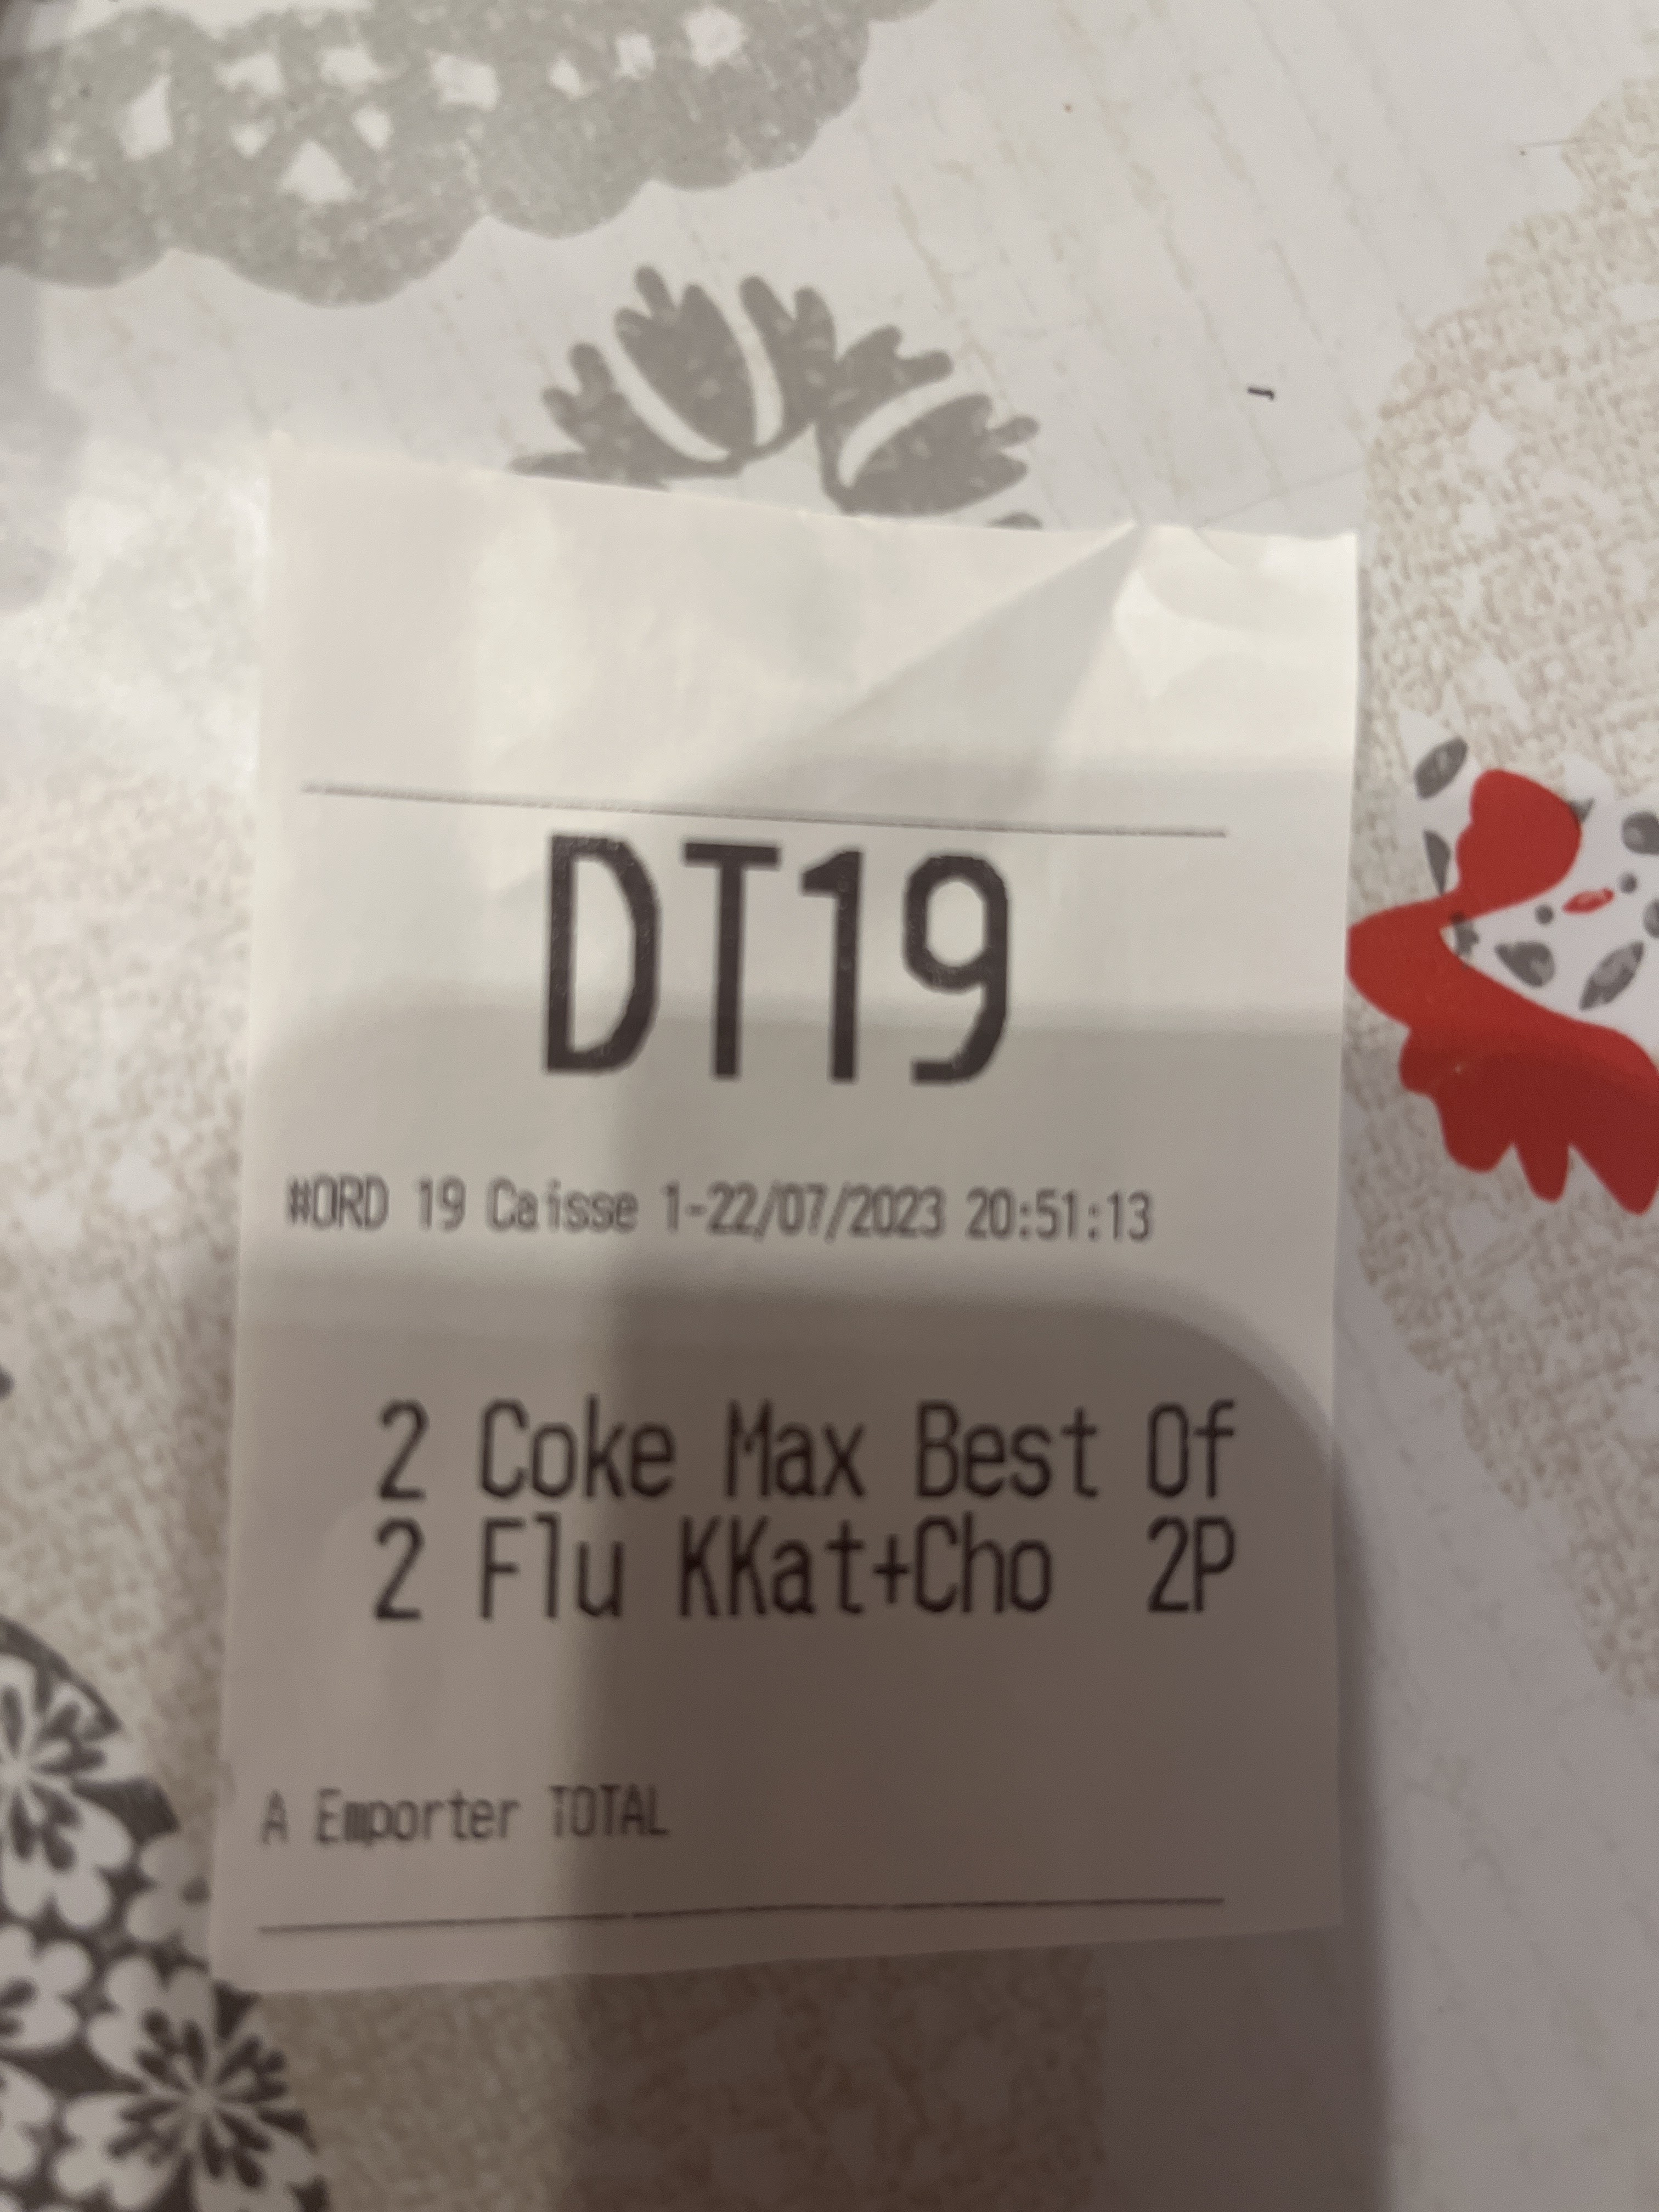 DT19
#ORD 19 Caisse 1-22/07/2023 20:51:13
2 Coke Max Best Of
2 Flu KKat+Cho 2P
A Emporter TOTAL